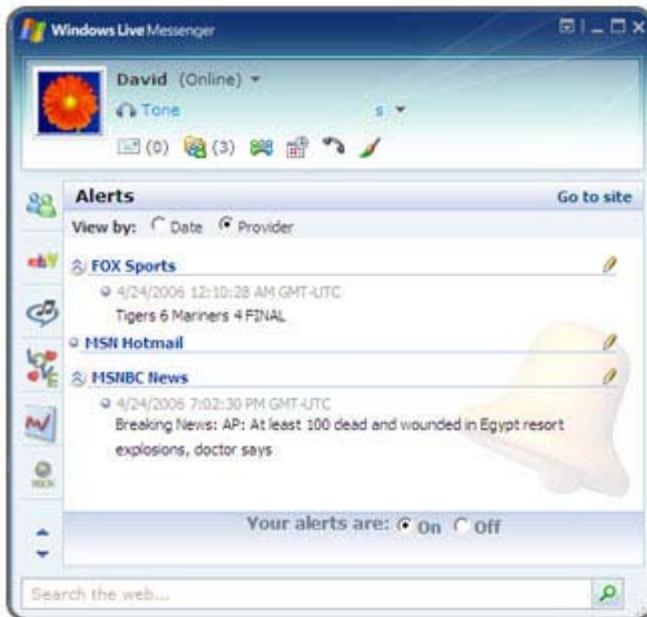 Windows Live Messenger
David (Online)
Tone s
(0) (3)
Alerts Go to site
View by: Date Provider
ebY
FOX Sports
4/24/2006 12:10:28 AM GMT-UTC
Tigers 6 Mariners 4 FINAL
MSN Hotmail
MSNBC News
4/24/2006 7:02:30 PM GMT-UTC
Breaking News: AP: At least 100 dead and wounded in Egypt resort
explosions, doctor says
Your alerts are: On Off
Search the web...